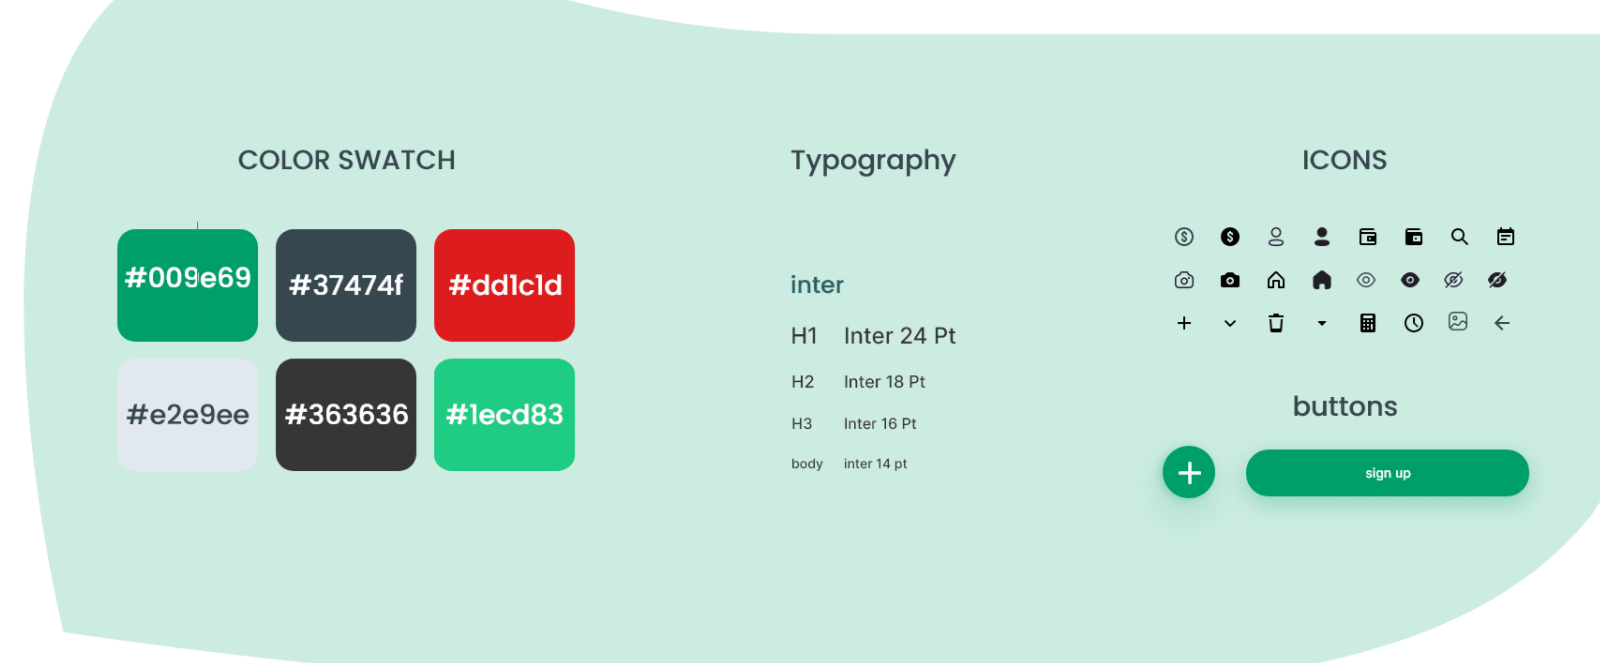 COLOR SWATCH
#009e69 #37474f #dd1c1d
#e2e9ee #363636 #1ecd83
Typography
inter
H1 Inter 24 Pt
H2 Inter 18 Pt
H3 Inter 16 Pt
body inter 14 pt
ICONS
buttons
sign up